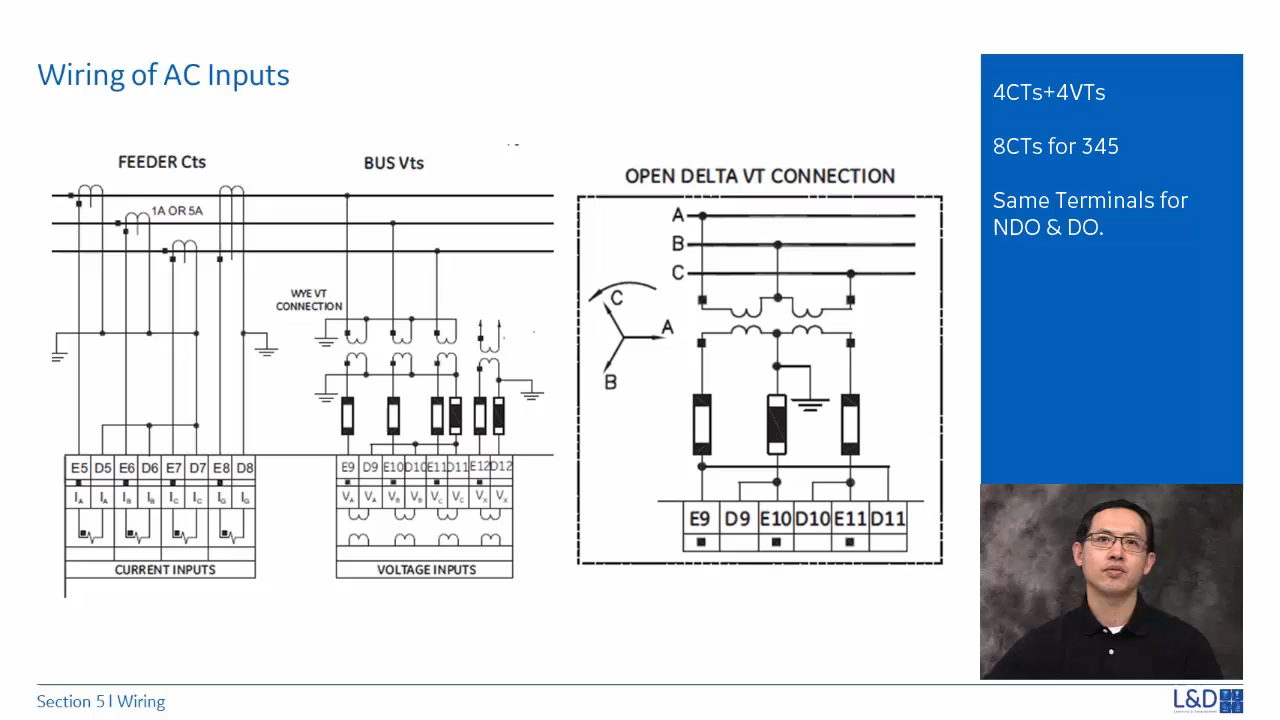 Wiring of AC Inputs
FEEDER Cts
BUS Vts
1A OR 5A
WYE VT
CONNECTION
E5 D5 E6 D6 E7 D7 E8 D8
IA IA IB IB IC IC IG IG
CURRENT INPUTS
E9 D9 E10 D10 E11 D11 E12 D12
VA VA VB VB VC VC VX VX
VOLTAGE INPUTS
OPEN DELTA VT CONNECTION
A
B
C
C
A
B
E9 D9 E10 D10 E11 D11
4CTs+4VTs
8CTs for 345
Same Terminals for
NDO & DO.
Section 5 | Wiring
L&D